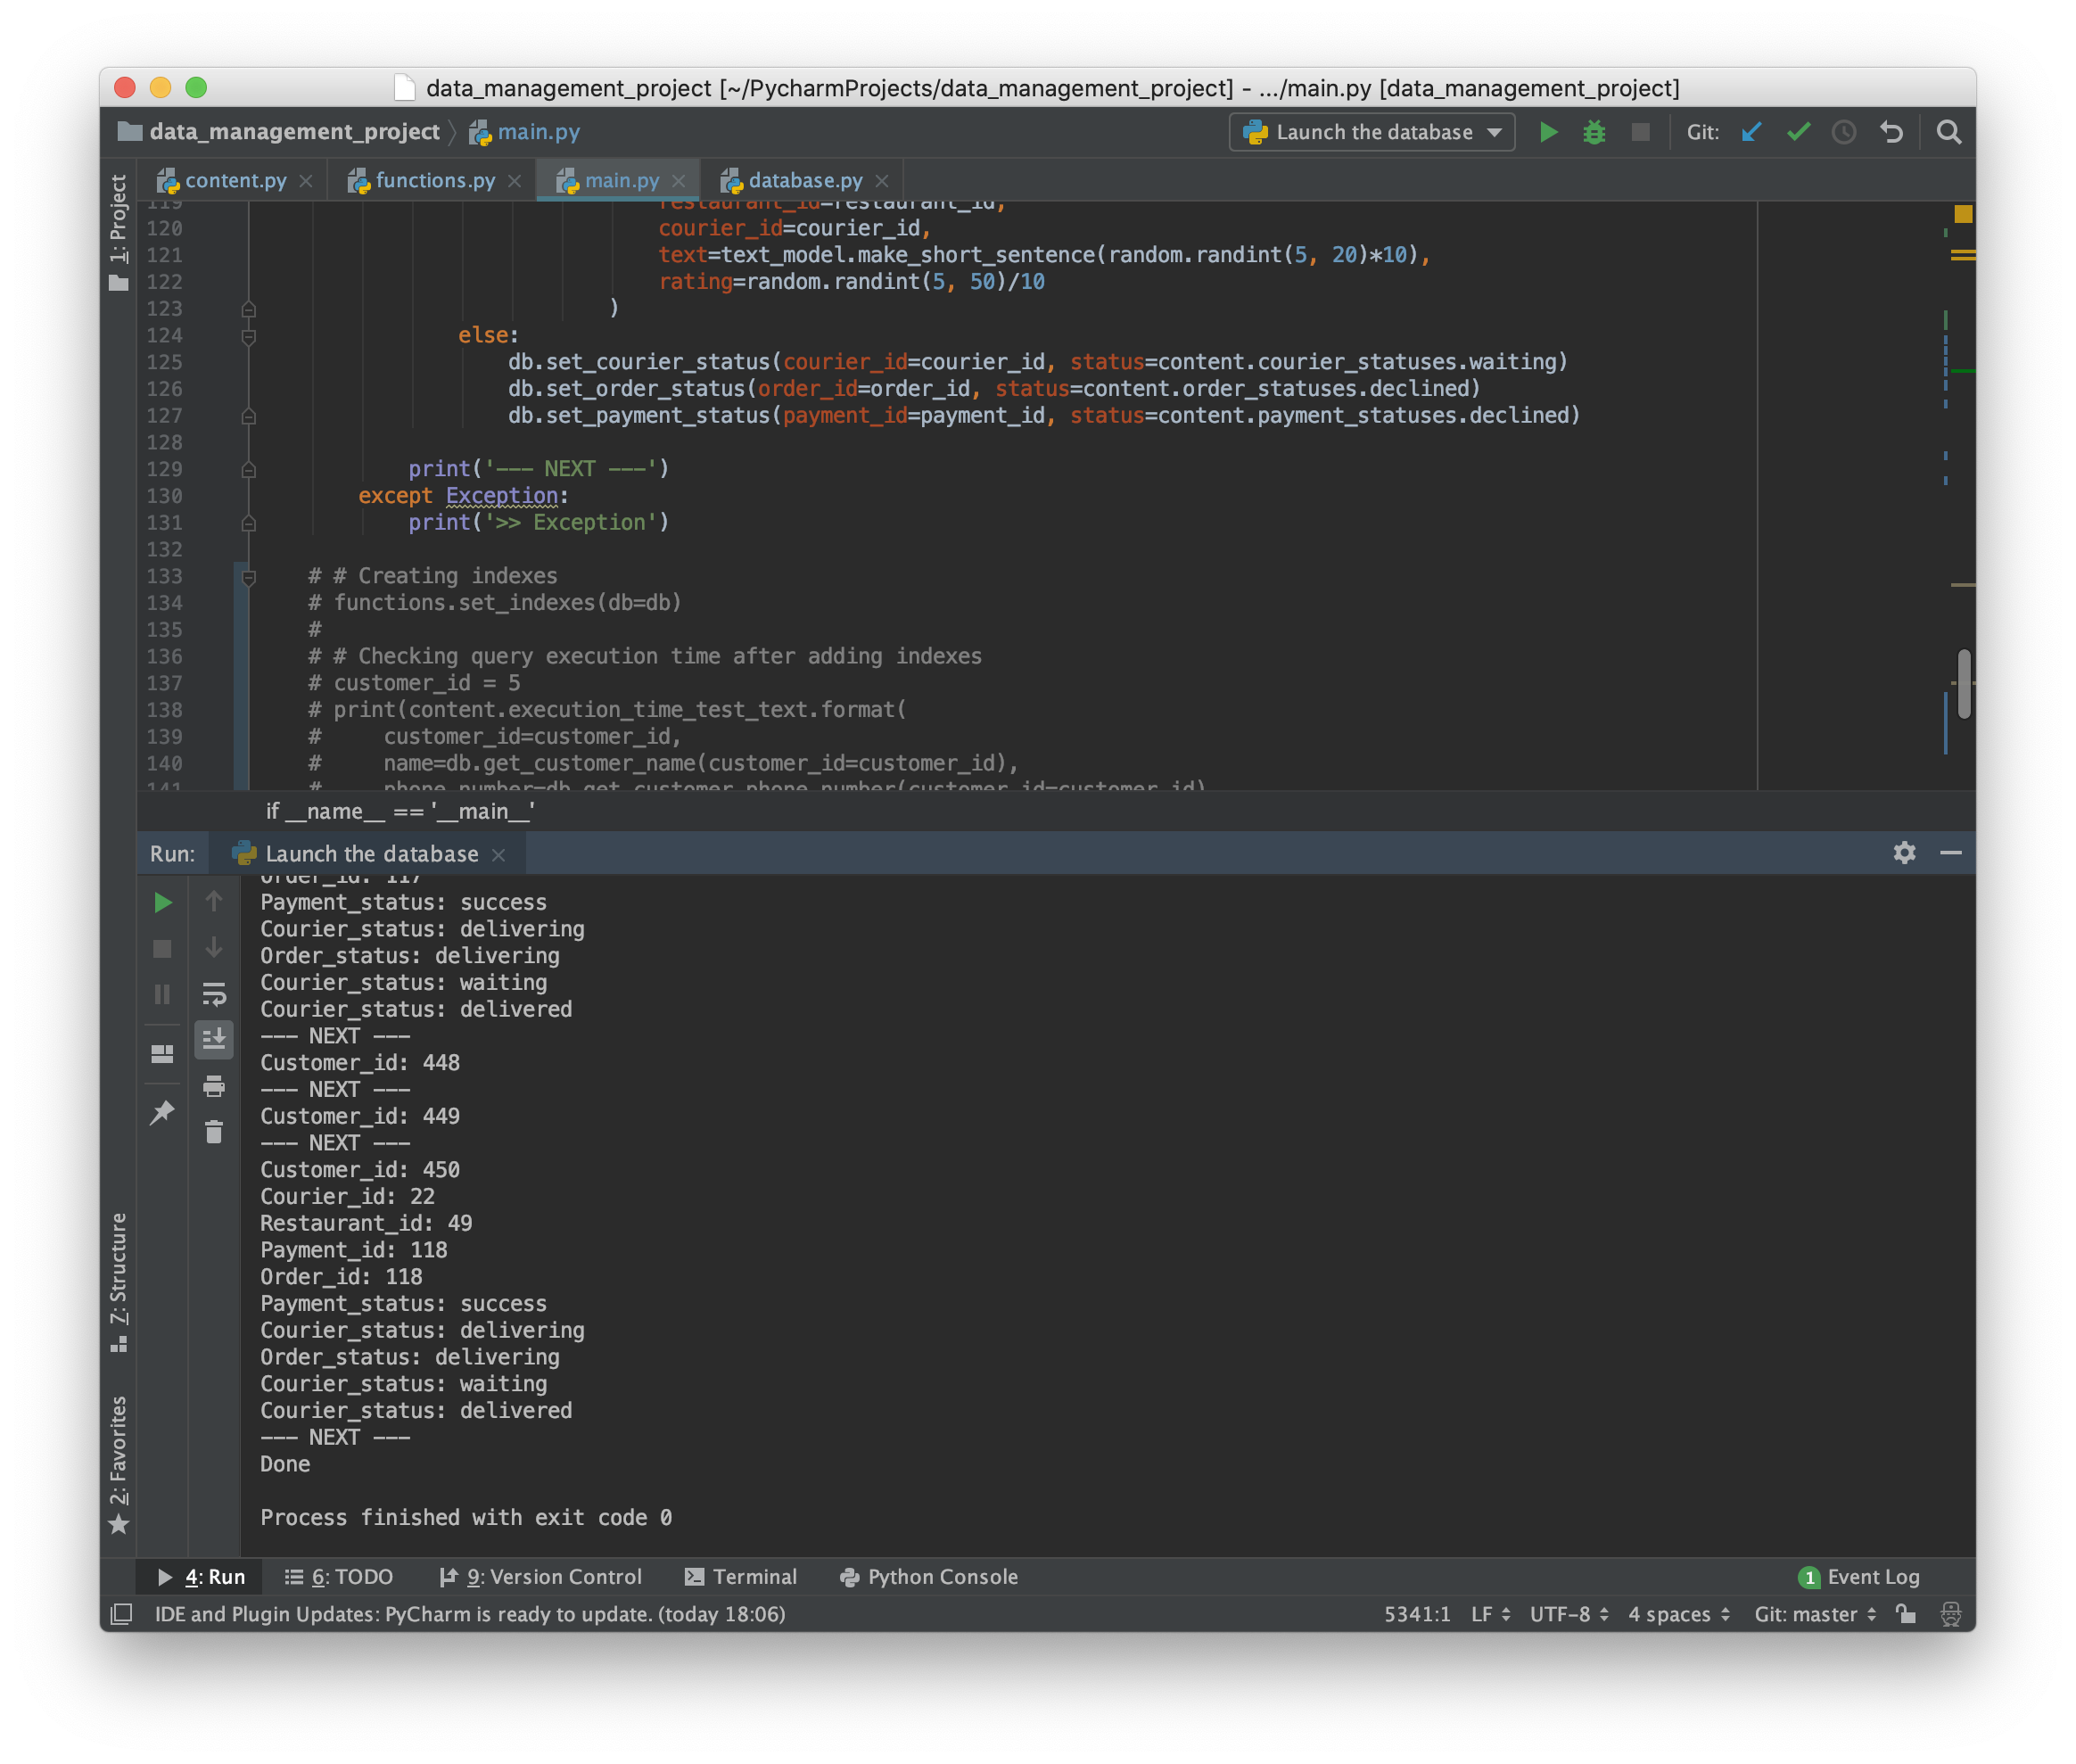 data_management_project [~/PycharmProjects/data_management_project] - .../main.py [data_management_project]
data_management_project main.py Launch the database Git:
1: Project
content.py functions.py main.py database.py
119 restaurant_id=restaurant_id,
120 courier_id=courier_id,
121 text=text_model.make_short_sentence(random.randint(5, 20)*10),
122 rating=random.randint(5, 50)/10
123 )
124 else:
125 db.set_courier_status(courier_id=courier_id, status=content.courier_statuses.waiting)
126 db.set_order_status(order_id=order_id, status=content.order_statuses.declined)
127 db.set_payment_status(payment_id=payment_id, status=content.payment_statuses.declined)
128
129 print('--- NEXT ---')
130 except Exception:
131 print('>> Exception')
132
133 # # Creating indexes
134 # functions.set_indexes(db=db)
135 #
136 # # Checking query execution time after adding indexes
137 # customer_id = 5
138 # print(content.execution_time_test_text.format(
139 # customer_id=customer_id,
140 # name=db.get_customer_name(customer_id=customer_id),
141 # phone_number=db.get_customer_phone_number(customer_id=customer_id)
if __name__ == '__main__'
Run: Launch the database
Order_id: 117
Payment_status: success
Courier_status: delivering
Order_status: delivering
Courier_status: waiting
Courier_status: delivered
--- NEXT ---
Customer_id: 448
--- NEXT ---
Customer_id: 449
--- NEXT ---
Customer_id: 450
Courier_id: 22
Restaurant_id: 49
Payment_id: 118
Order_id: 118
Payment_status: success
Courier_status: delivering
Order_status: delivering
Courier_status: waiting
Courier_status: delivered
--- NEXT ---
Done
Process finished with exit code 0
7: Structure
2: Favorites
4: Run 6: TODO 9: Version Control Terminal Python Console 1 Event Log
IDE and Plugin Updates: PyCharm is ready to update. (today 18:06) 5341:1 LF UTF-8 4 spaces Git: master